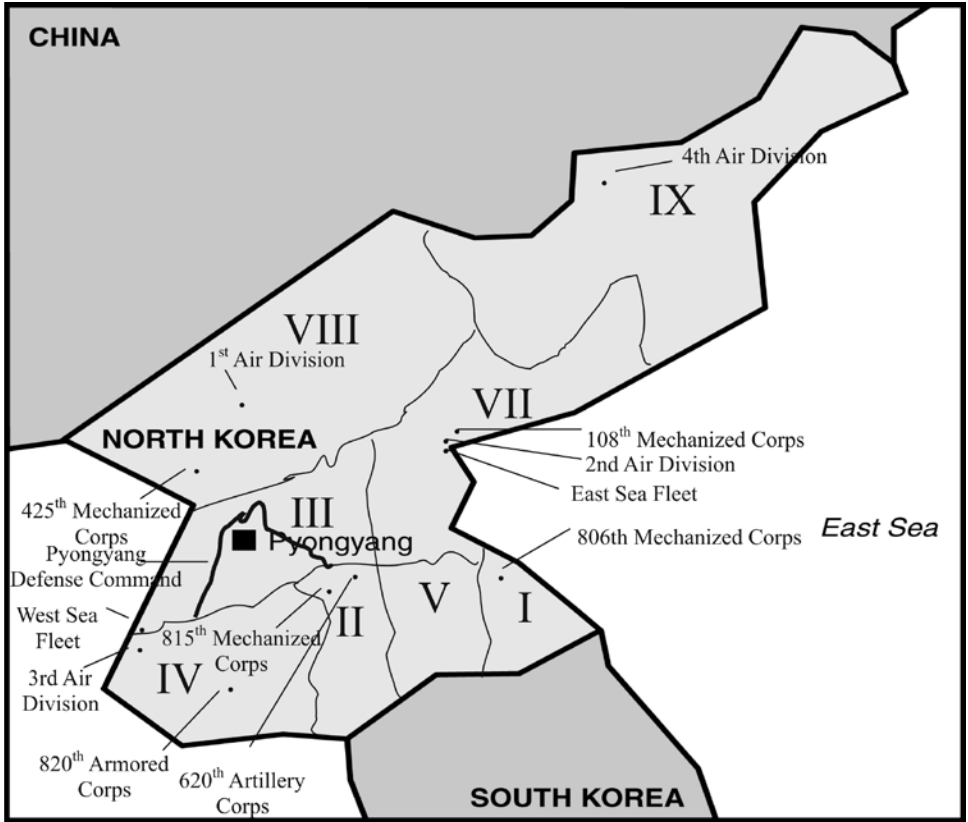 CHINA
4th Air Division
IX
VIII
1st Air Division
VII
NORTH KOREA
108th Mechanized Corps
2nd Air Division
East Sea Fleet
425th Mechanized
Corps
III
East Sea
806th Mechanized Corps
Pyongyang
Pyongyang
Defense Command
V
I
II
West Sea
Fleet
815th Mechanized
Corps
3rd Air
Division
IV
820th Armored
Corps
620th Artillery
Corps
SOUTH KOREA